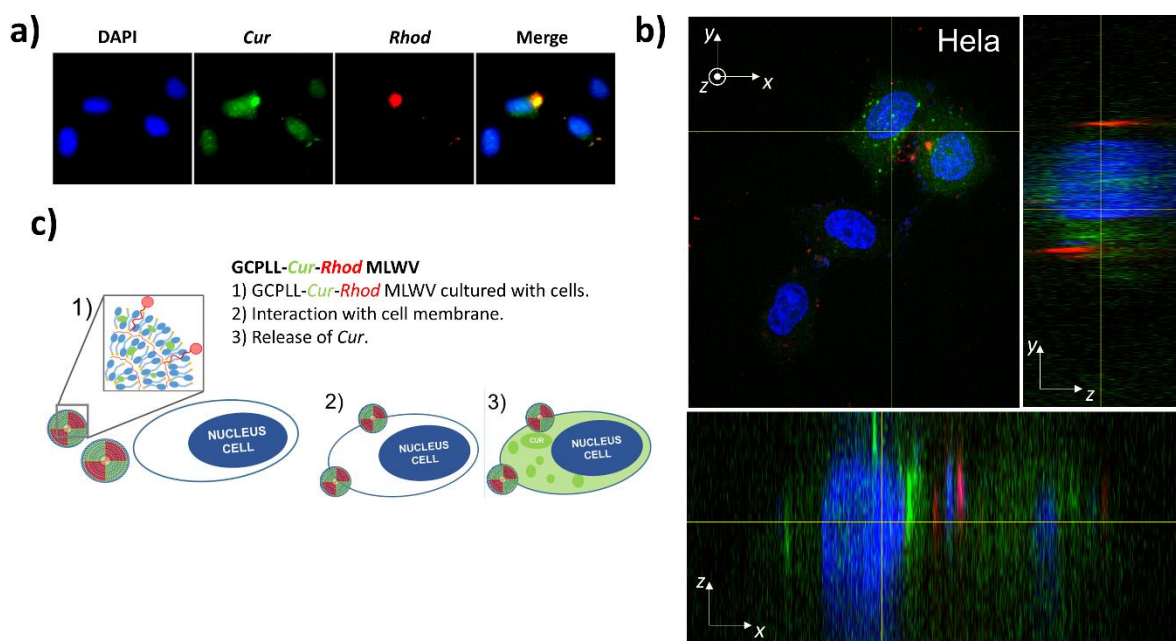 a)
DAPI Cur Rhod Merge
b)
y
z x
Hela
y
z
z
x
c)
GCPLL-Cur-Rhod MLWV
1) GCPLL-Cur-Rhod MLWV cultured with cells.
2) Interaction with cell membrane.
3) Release of Cur.
1)
NUCLEUS
CELL
2)
NUCLEUS
CELL
3)
CUR
NUCLEUS
CELL